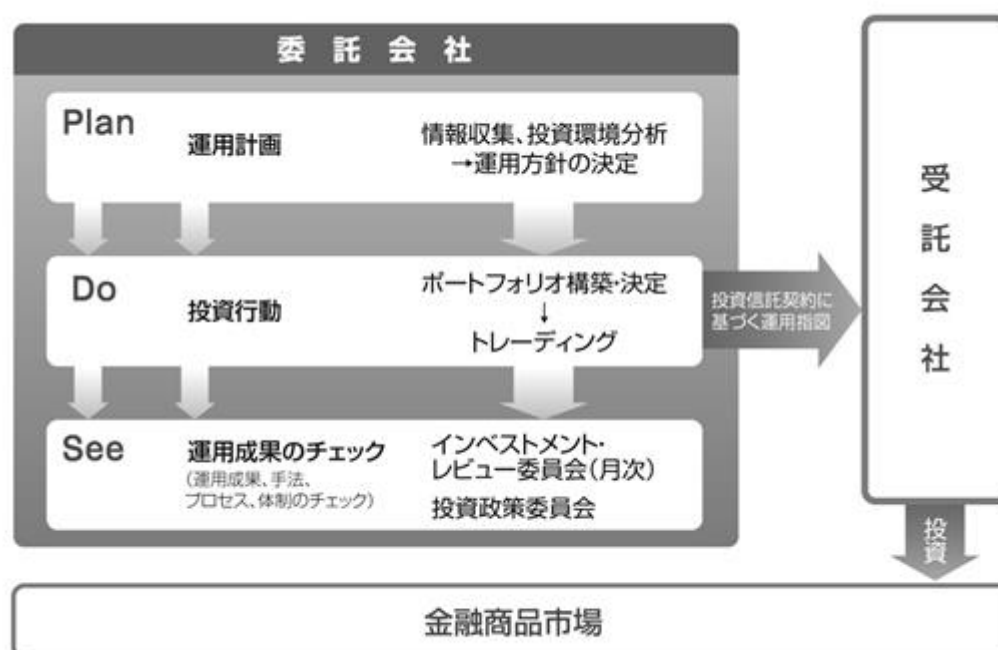 委託会社
Plan
運用計画
情報収集、投資環境分析
→運用方針の決定
Do
投資行動
ポートフォリオ構築・決定
↓
トレーディング
投資信託契約に
基づく運用指図
See
運用成果のチェック
(運用成果、手法、
プロセス、体制のチェック)
インベストメント・
レビュー委員会(月次)
投資政策委員会
受託会社
投資
金融商品市場